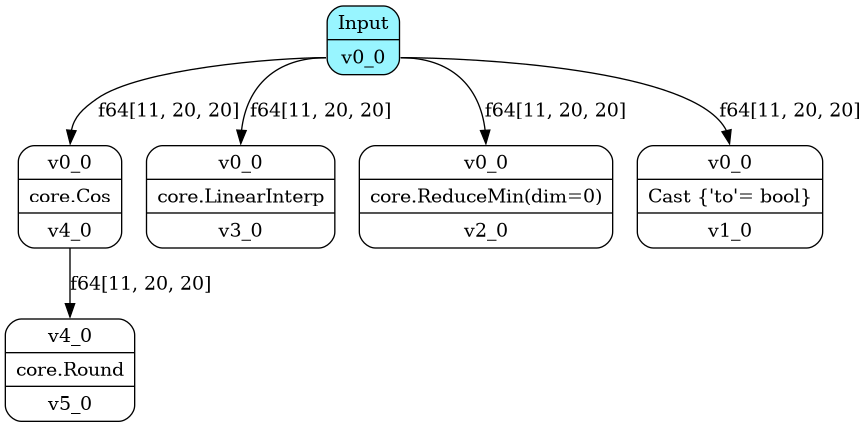 Input
v0_0
f64[11, 20, 20]
f64[11, 20, 20]
f64[11, 20, 20]
f64[11, 20, 20]
v0_0
core.Cos
v4_0
v0_0
core.LinearInterp
v3_0
v0_0
core.ReduceMin(dim=0)
v2_0
v0_0
Cast {'to'= bool}
v1_0
f64[11, 20, 20]
v4_0
core.Round
v5_0